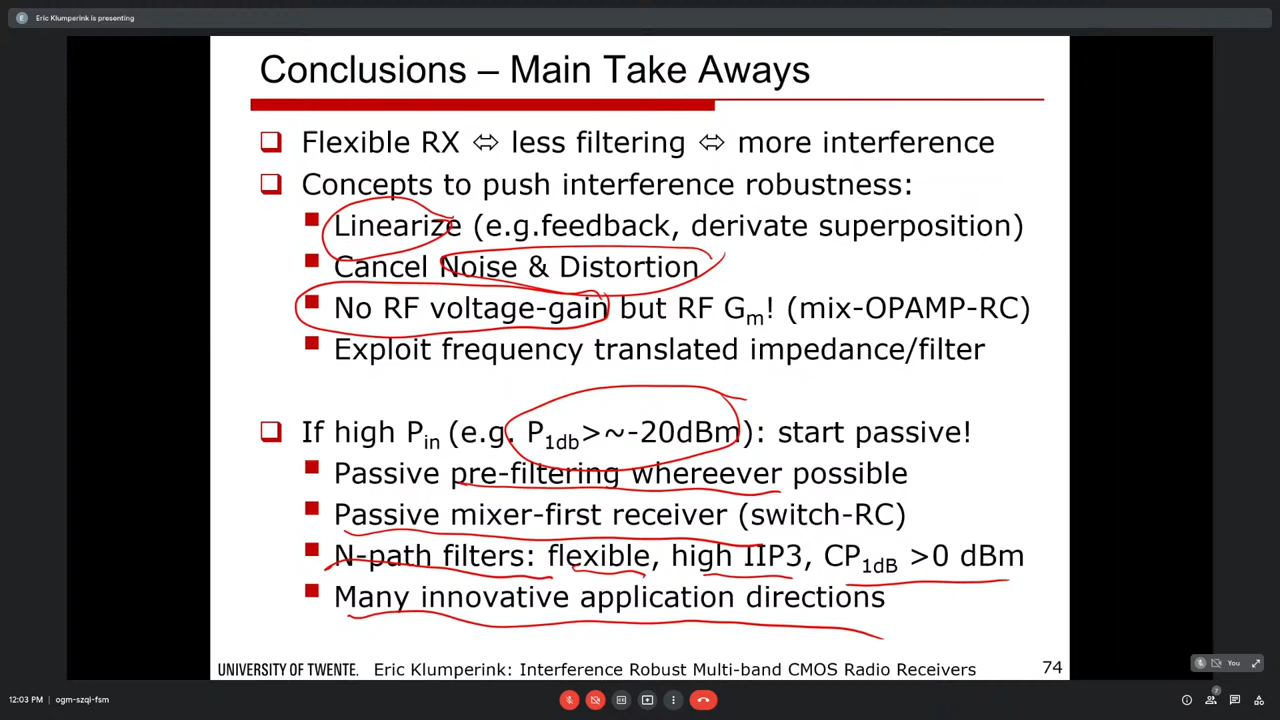 Eric Klumperink is presenting
Conclusions – Main Take Aways
Flexible RX ⬄ less filtering ⬄ more interference
Concepts to push interference robustness:
Linearize (e.g.feedback, derivate superposition)
Cancel Noise & Distortion
No RF voltage-gain but RF Gm! (mix-OPAMP-RC)
Exploit frequency translated impedance/filter
If high Pin (e.g. P1db>~-20dBm): start passive!
Passive pre-filtering whereever possible
Passive mixer-first receiver (switch-RC)
N-path filters: flexible, high IIP3, CP1dB >0 dBm
Many innovative application directions
UNIVERSITY OF TWENTE. Eric Klumperink: Interference Robust Multi-band CMOS Radio Receivers 74
You
12:03 PM ogm-szqi-fsm